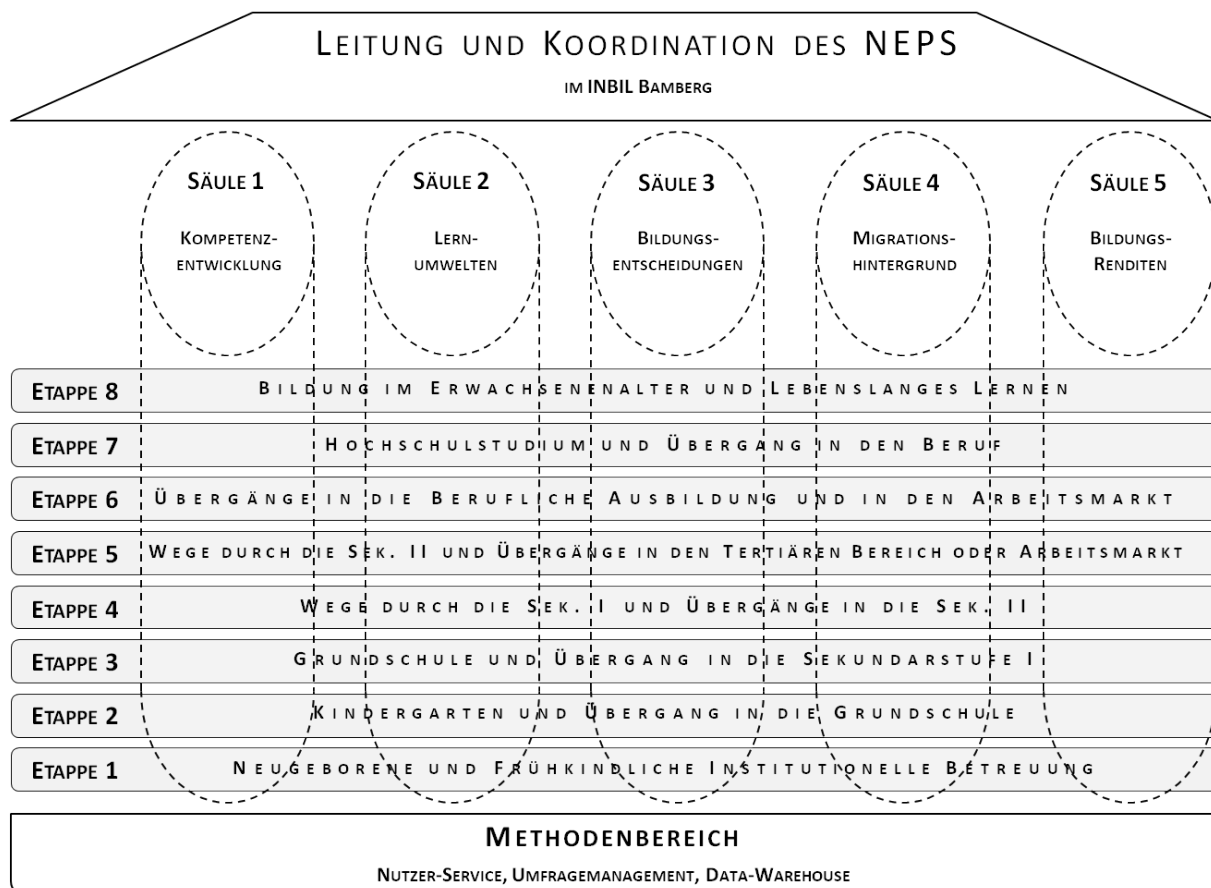 LEITUNG UND KOORDINATION DES NEPS
IM INBIL BAMBERG
SÄULE 1
KOMPETENZ-
ENTWICKLUNG
SÄULE 2
LERN-
UMWELTEN
SÄULE 3
BILDUNGS-
ENTSCHEIDUNGEN
SÄULE 4
MIGRATIONS-
HINTERGRUND
SÄULE 5
BILDUNGS-
RENDITEN
ETAPPE 8 BILDUNG IM ERWACHSENENALTER UND LEBENSLANGES LERNEN
ETAPPE 7 HOCHSCHULSTUDIUM UND ÜBERGANG IN DEN BERUF
ETAPPE 6 ÜBERGÄNGE IN DIE BERUFLICHE AUSBILDUNG UND IN DEN ARBEITSMARKT
ETAPPE 5 WEGE DURCH DIE SEK. II UND ÜBERGÄNGE IN DEN TERTIÄREN BEREICH ODER ARBEITSMARKT
ETAPPE 4 WEGE DURCH DIE SEK. I UND ÜBERGÄNGE IN DIE SEK. II
ETAPPE 3 GRUNDSCHULE UND ÜBERGANG IN DIE SEKUNDARSTUFE I
ETAPPE 2 KINDERGARTEN UND ÜBERGANG IN DIE GRUNDSCHULE
ETAPPE 1 NEUGEBORENE UND FRÜHKINDLICHE INSTITUTIONELLE BETREUUNG
METHODENBEREICH
NUTZER-SERVICE, UMFRAGEMANAGEMENT, DATA-WAREHOUSE